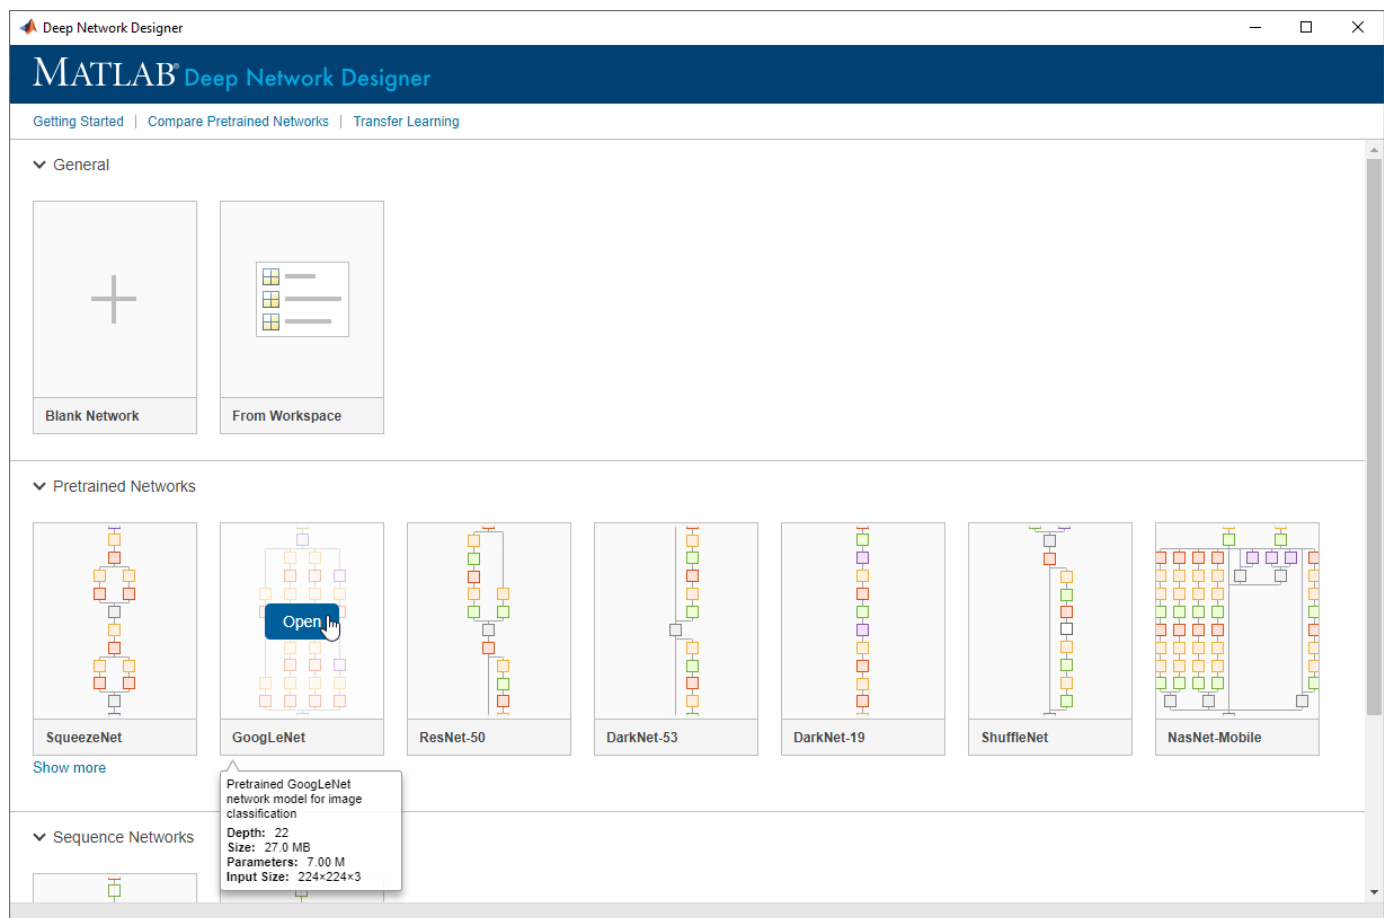 Deep Network Designer
MATLAB® Deep Network Designer
Getting Started | Compare Pretrained Networks | Transfer Learning
General
Blank Network
From Workspace
Pretrained Networks
Open
SqueezeNet
GoogLeNet
ResNet-50
DarkNet-53
DarkNet-19
ShuffleNet
NasNet-Mobile
Show more
Pretrained GoogLeNet
network model for image
classification
Depth: 22
Size: 27.0 MB
Parameters: 7.00 M
Input Size: 224×224×3
Sequence Networks